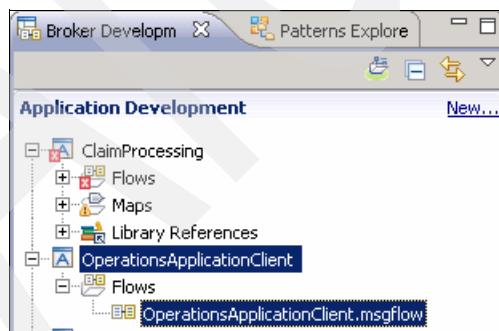 Broker Developm
Patterns Explore
Application Development
New...
ClaimProcessing
Flows
Maps
Library References
OperationsApplicationClient
Flows
OperationsApplicationClient.msgflow